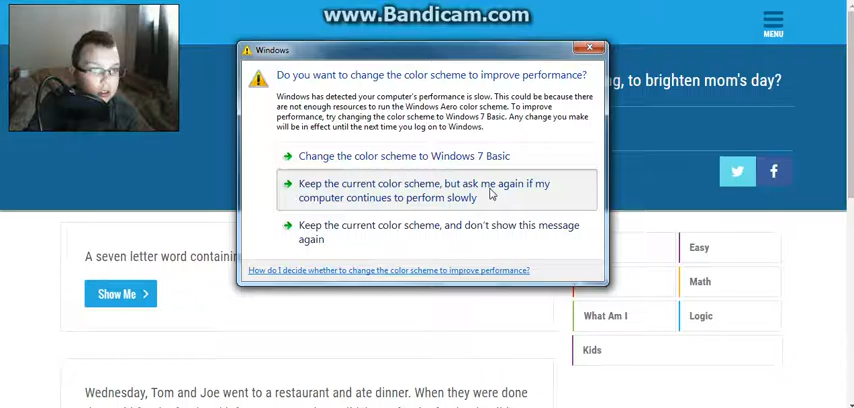 www.Bandicam.com
MENU
Windows
Do you want to change the color scheme to improve performance?
ng, to brighten mom's day?
Windows has detected your computer's performance is slow. This could be because there
are not enough resources to run the Windows Aero color scheme. To improve
performance, try changing the color scheme to Windows 7 Basic. Any change you make
will be in effect until the next time you log on to Windows.
Change the color scheme to Windows 7 Basic
Keep the current color scheme, but ask me again if my
computer continues to perform slowly
Keep the current color scheme, and don't show this message
again
How do I decide whether to change the color scheme to improve performance?
A seven letter word containin
Show Me
Easy
Math
What Am I
Logic
Kids
Wednesday, Tom and Joe went to a restaurant and ate dinner. When they were done